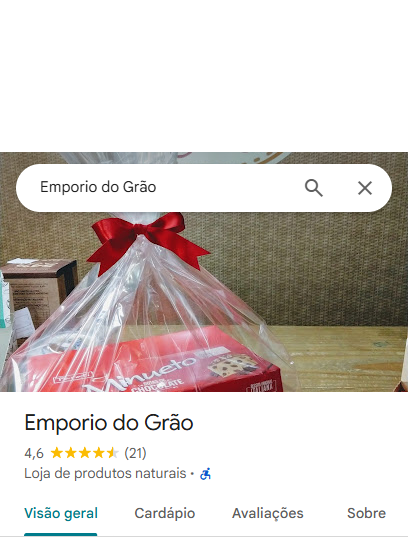 Emporio do Grão
Minueto
CHOCOLATE
Emporio do Grão
4,6 (21)
Loja de produtos naturais ·
Visão geral Cardápio Avaliações Sobre